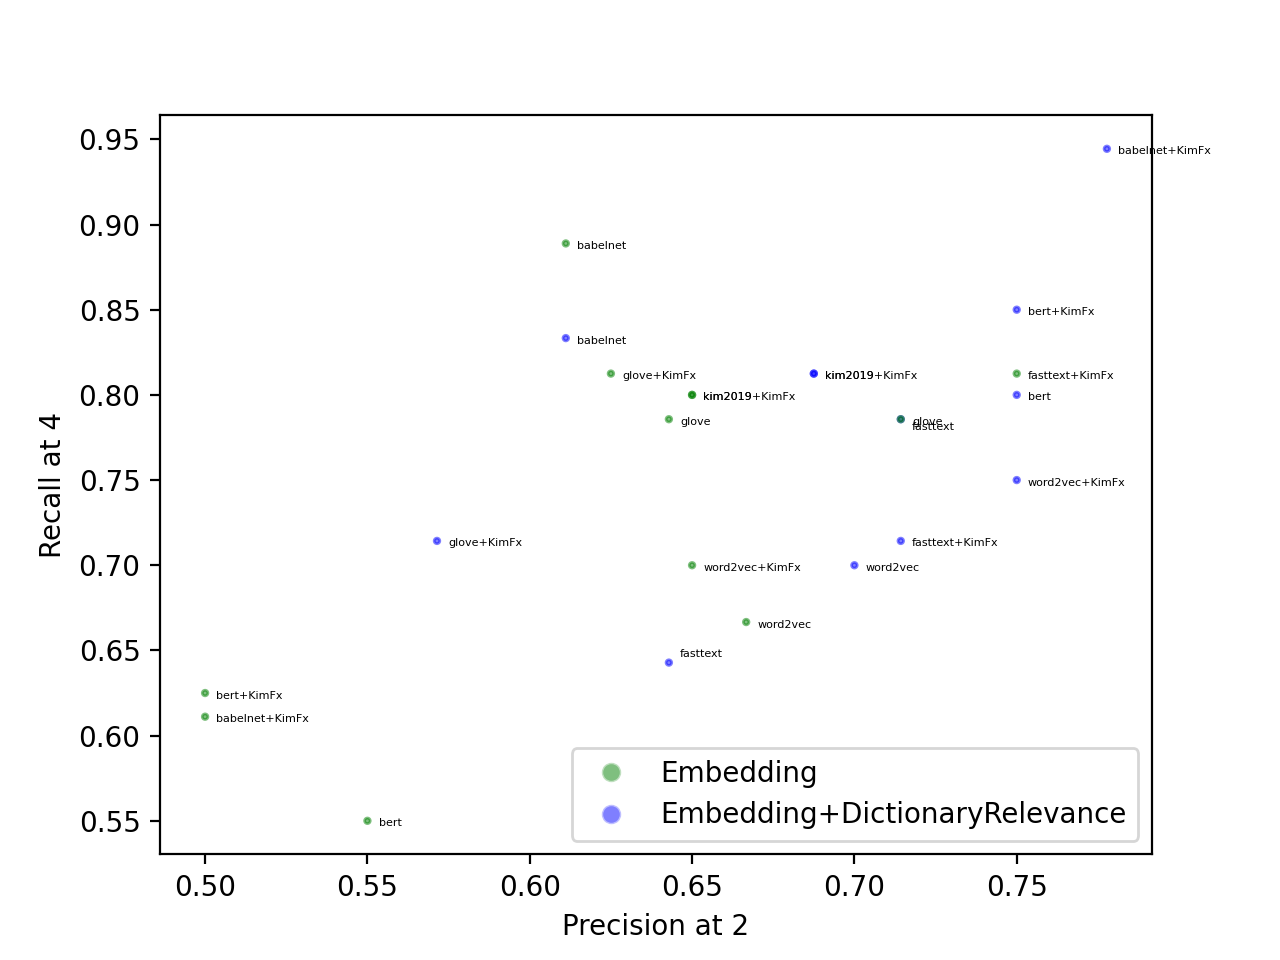 0.95
babelnet+KimFx
0.90
babelnet
0.85
bert+KimFx
babelnet
glove+KimFx
kim2019+KimFx
fasttext+KimFx
0.80
kim2019+KimFx
bert
glove
glove
fasttext
0.75
word2vec+KimFx
glove+KimFx
fasttext+KimFx
0.70
word2vec+KimFx
word2vec
word2vec
0.65
fasttext
bert+KimFx
babelnet+KimFx
0.60
0.55
bert
Recall at 4
Embedding
Embedding+DictionaryRelevance
0.50
0.55
0.60
0.65
0.70
0.75
Precision at 2